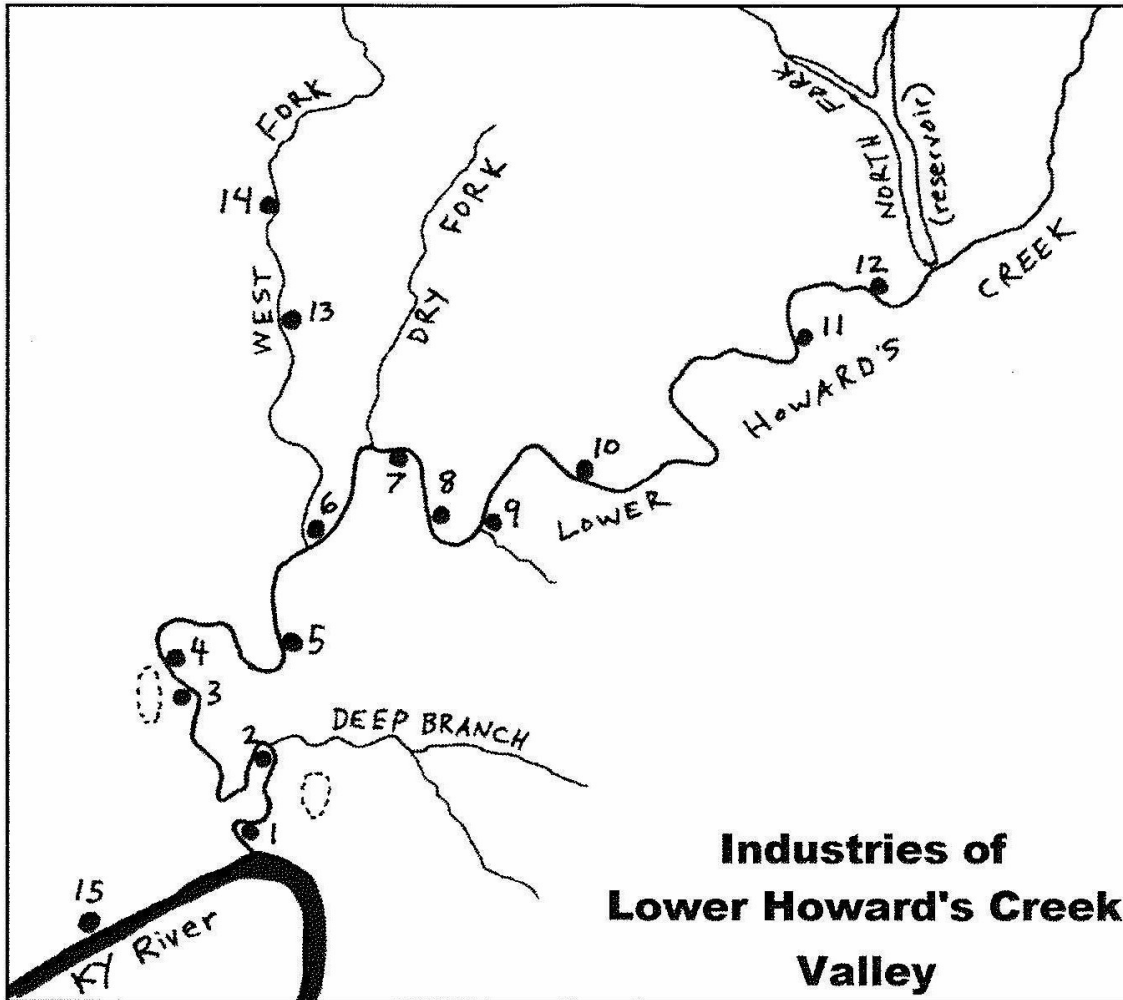 FORK
FORK
NORTH
(reservoir)
FORK
14
WEST
13
DRY
12
CREEK
11
HOWARD'S
10
7
8
9
6
LOWER
5
4
3
2
DEEP BRANCH
1
15
KY River
Industries of
Lower Howard's Creek
Valley